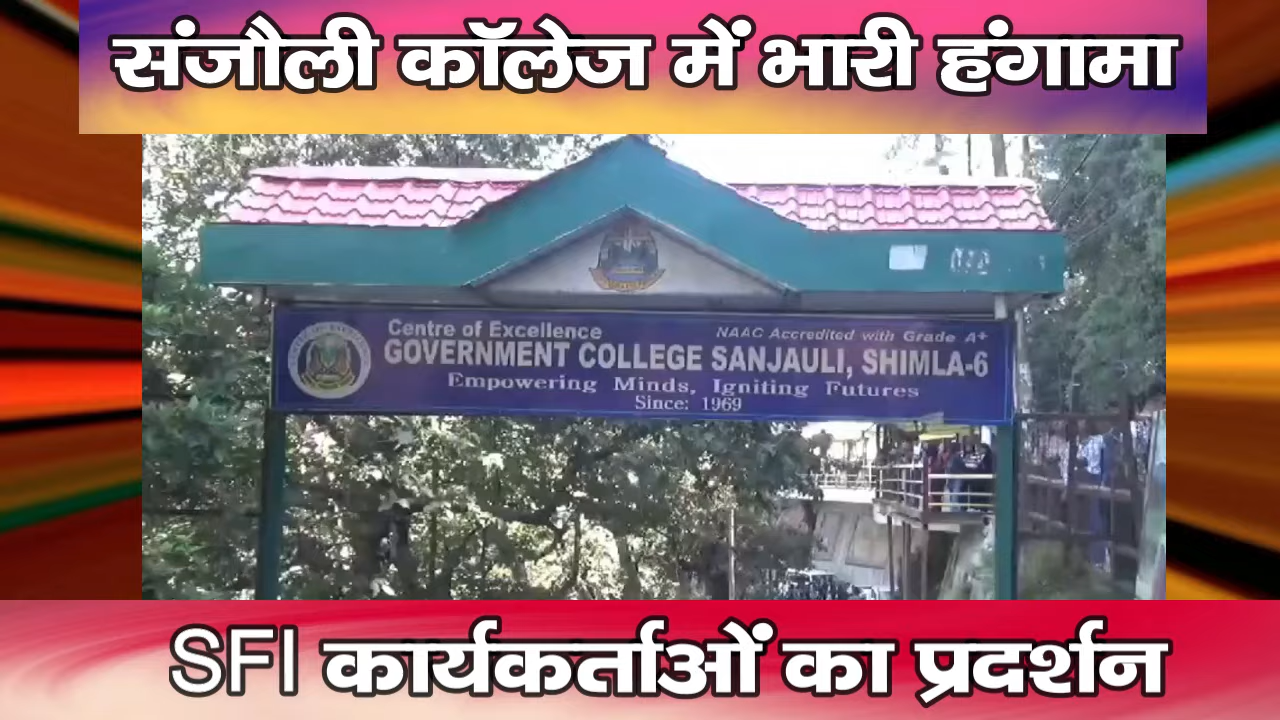 संजौली कॉलेज में भारी हंगामा
Centre of Excellence
NAAC Accredited with Grade A+
GOVERNMENT COLLEGE SANJAULI, SHIMLA-6
Empowering Minds, Igniting Futures
Since: 1969
SFI कार्यकर्ताओं का प्रदर्शन